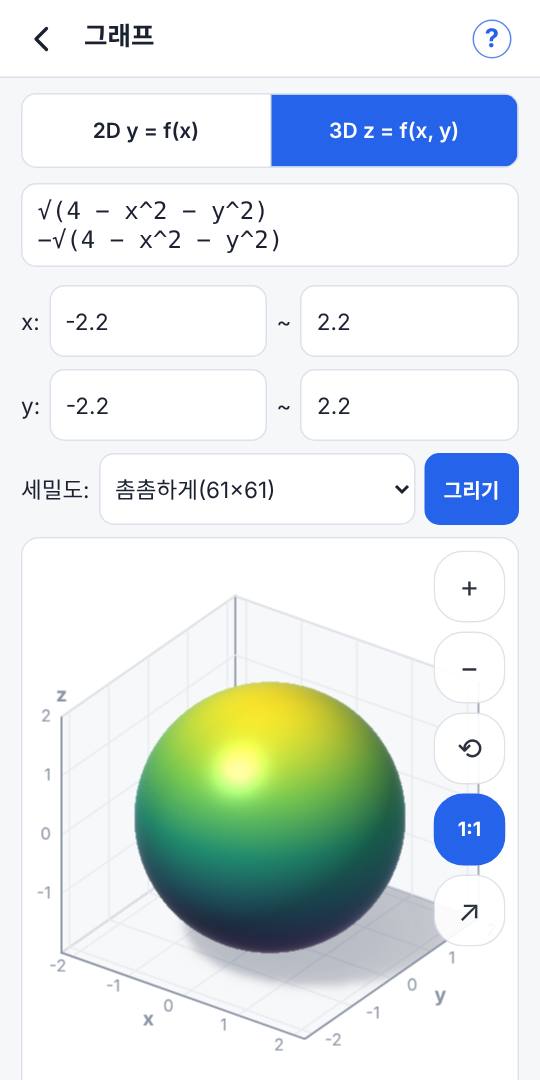 그래프
?
2D y = f(x)
3D z = f(x, y)
√(4 − x^2 − y^2)
−√(4 − x^2 − y^2)
x: -2.2 ~ 2.2
y: -2.2 ~ 2.2
세밀도: 촘촘하게(61×61) 그리기
+
−
⟲
1:1
↗
z
2
1
0
-1
-2
-1
0
1
2
x
-2
-1
0
1
y